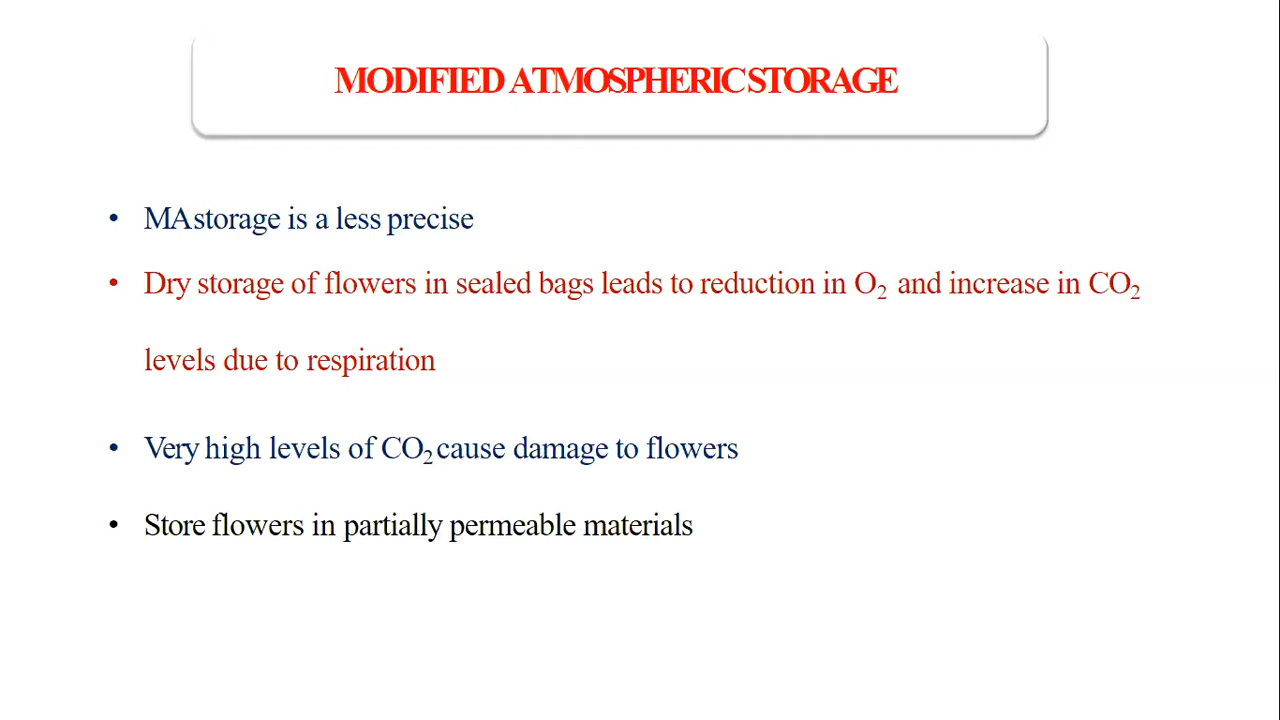 MODIFIED ATMOSPHERIC STORAGE
• MA storage is a less precise
• Dry storage of flowers in sealed bags leads to reduction in O₂ and increase in CO₂
levels due to respiration
• Very high levels of CO₂ cause damage to flowers
• Store flowers in partially permeable materials